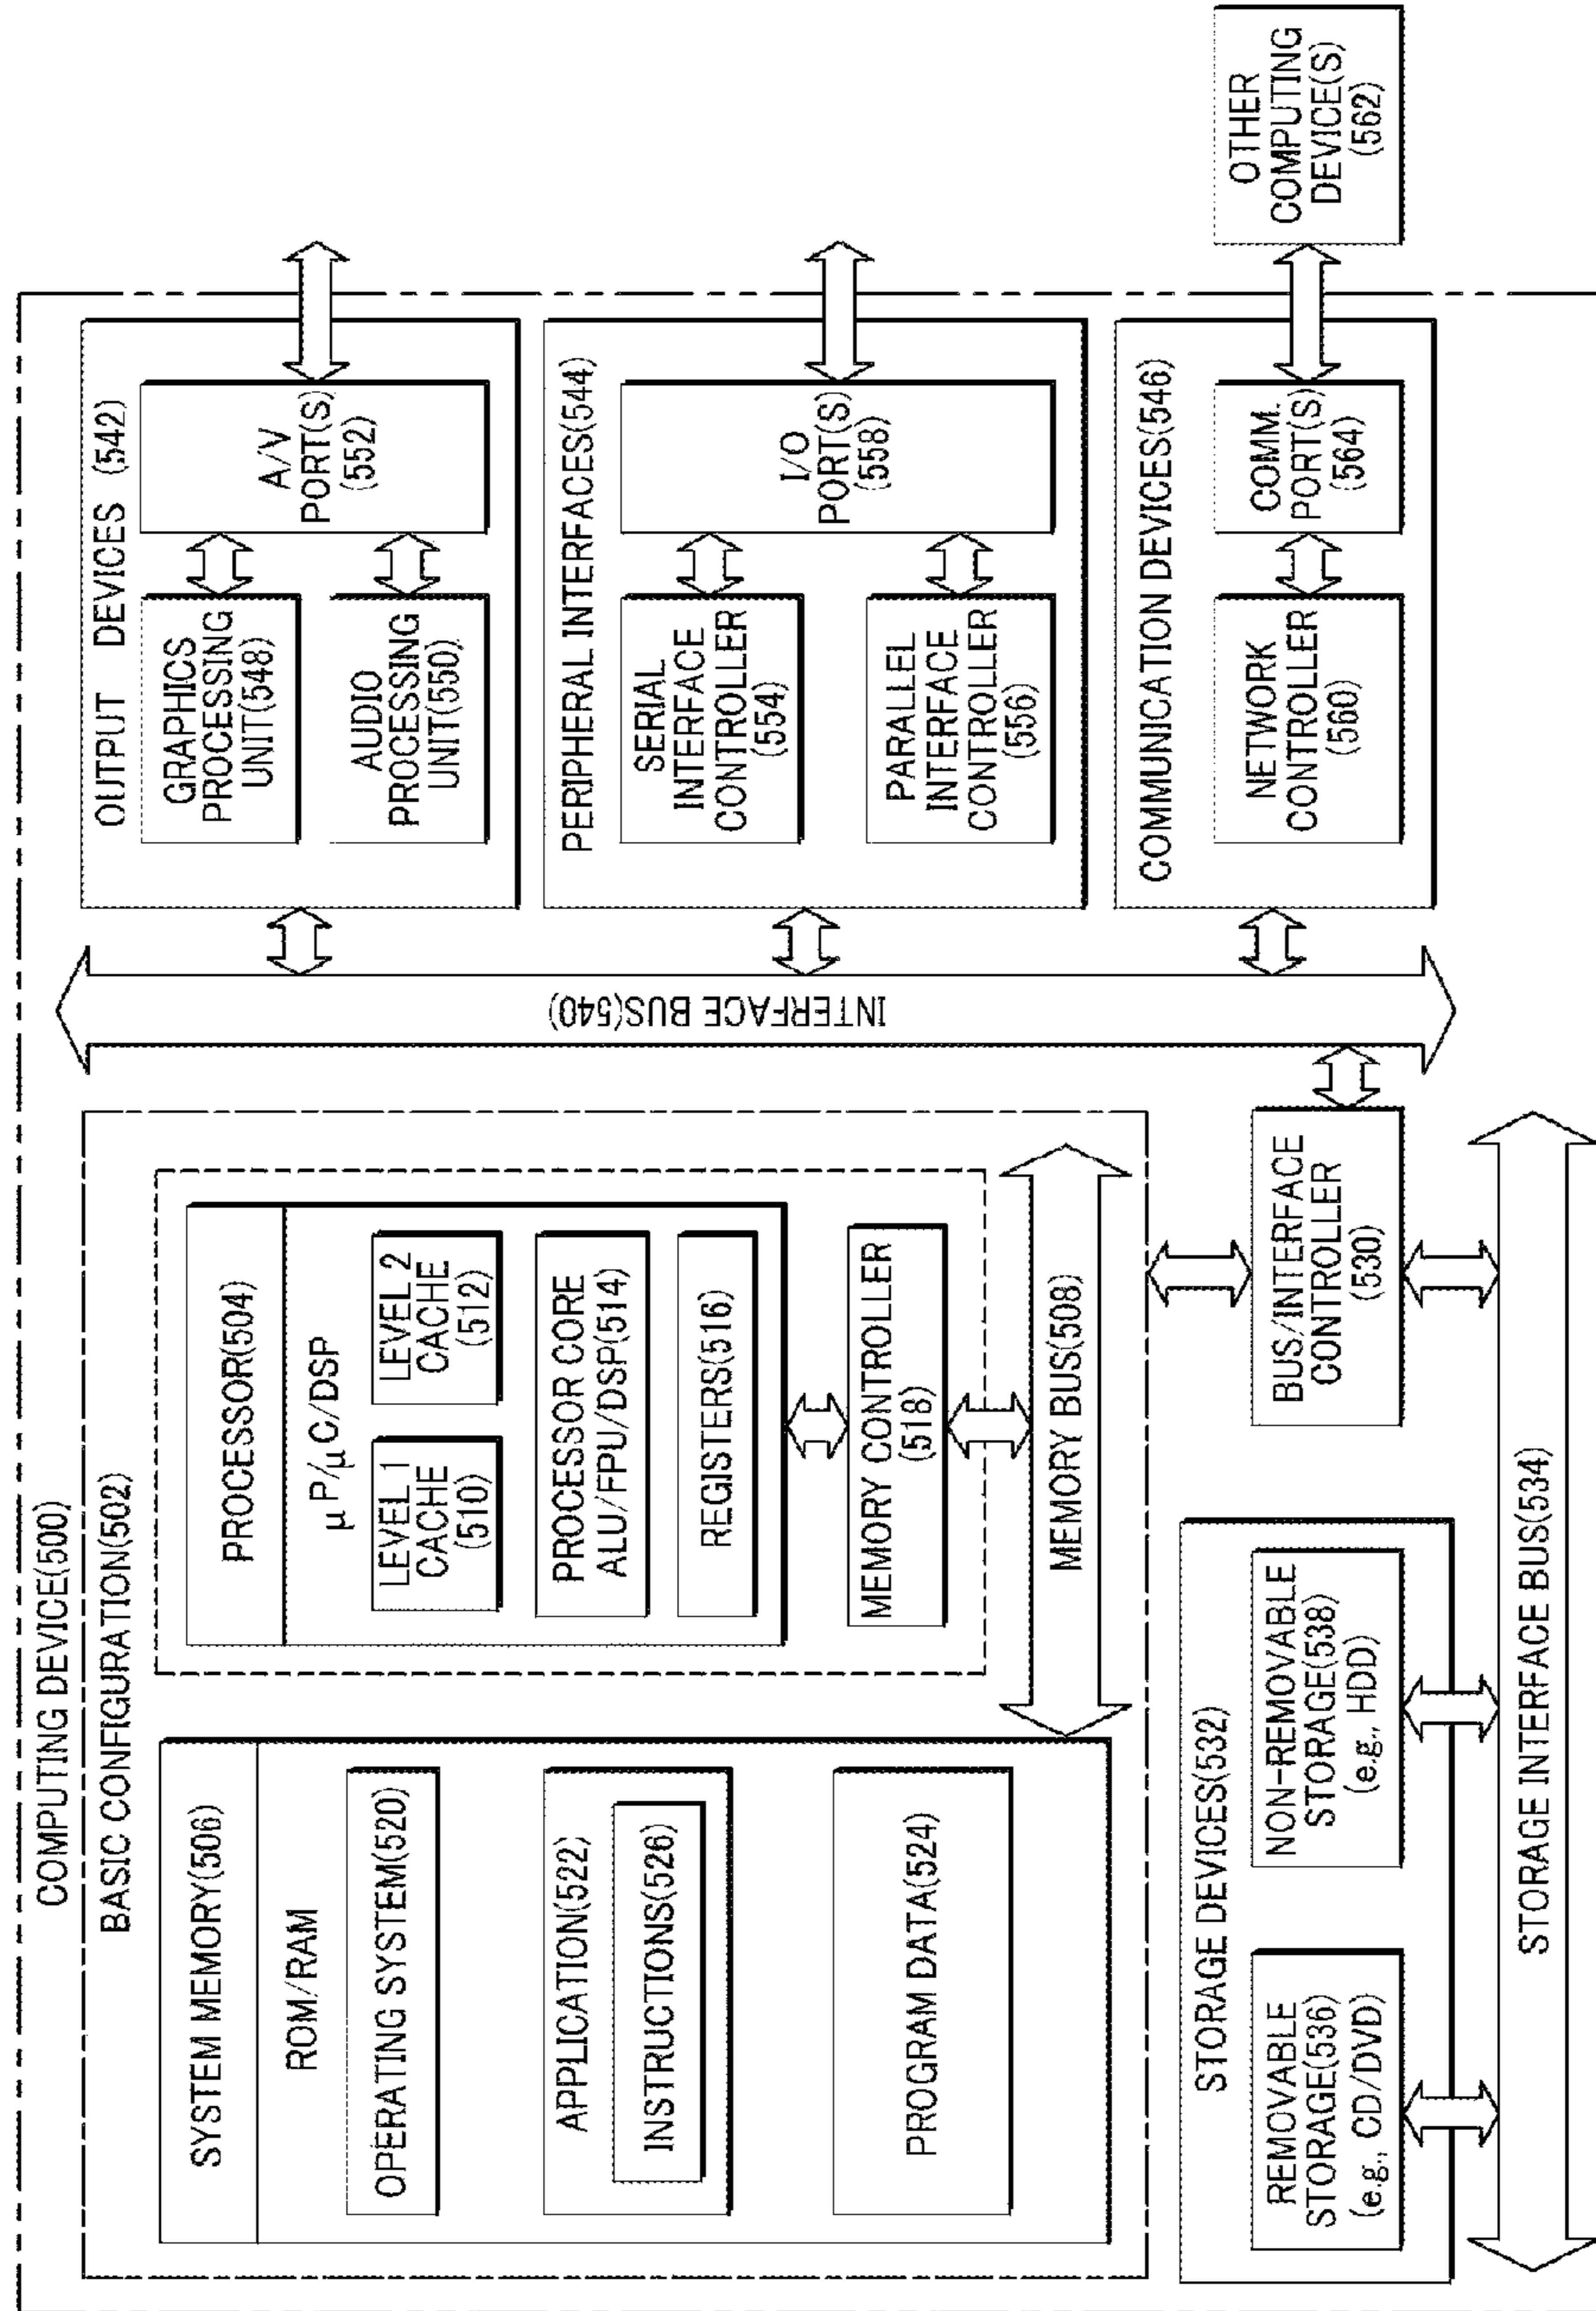 COMPUTING DEVICE(500)
BASIC CONFIGURATION(502)
SYSTEM MEMORY(506)
ROM/RAM
OPERATING SYSTEM(520)
APPLICATION(522)
INSTRUCTIONS(526)
PROGRAM DATA(524)
PROCESSOR(504)
μP/μC/DSP
LEVEL 1
CACHE
(510)
LEVEL 2
CACHE
(512)
PROCESSOR CORE
ALU/FPU/DSP(514)
REGISTERS(516)
MEMORY CONTROLLER
(518)
MEMORY BUS(508)
BUS/INTERFACE
CONTROLLER
(530)
STORAGE DEVICES(532)
REMOVABLE
STORAGE(536)
(e.g., CD/DVD)
NON-REMOVABLE
STORAGE(538)
(e.g., HDD)
STORAGE INTERFACE BUS(534)
INTERFACE BUS(540)
OUTPUT DEVICES (542)
GRAPHICS
PROCESSING
UNIT(548)
AUDIO
PROCESSING
UNIT(550)
A/V
PORT(S)
(552)
PERIPHERAL INTERFACES(544)
SERIAL
INTERFACE
CONTROLLER
(554)
PARALLEL
INTERFACE
CONTROLLER
(556)
I/O
PORT(S)
(558)
COMMUNICATION DEVICES(546)
NETWORK
CONTROLLER
(560)
COMM.
PORT(S)
(564)
OTHER
COMPUTING
DEVICE(S)
(562)